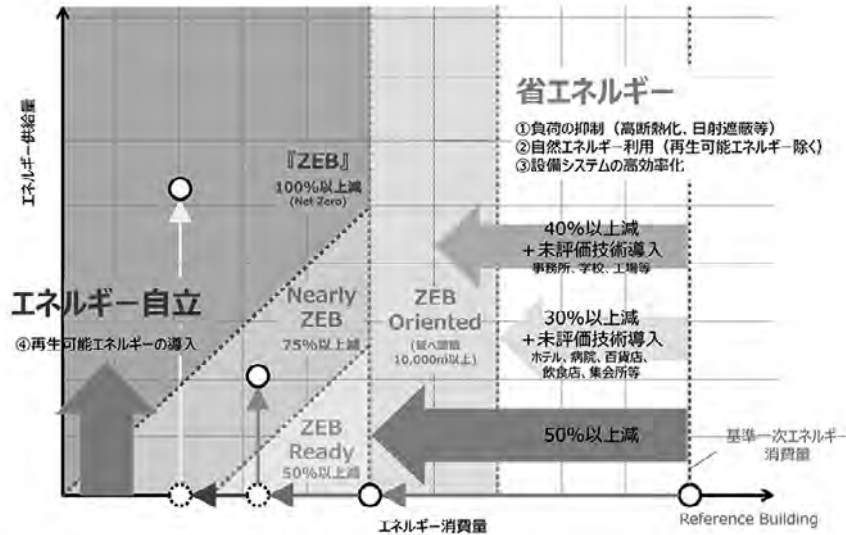 エネルギー供給量
省エネルギー
①負荷の抑制（高断熱化、日射遮蔽等）
②自然エネルギー利用（再生可能エネルギー除く）
③設備システムの高効率化
『ZEB』
100%以上減
(Net Zero)
40%以上減
＋未評価技術導入
事務所、学校、工場等
エネルギー自立
④再生可能エネルギーの導入
Nearly
ZEB
75%以上減
ZEB
Oriented
(延べ面積
10,000㎡以上)
30%以上減
＋未評価技術導入
ホテル、病院、百貨店、
飲食店、集会所等
ZEB
Ready
50%以上減
50%以上減
基準一次エネルギー
消費量
エネルギー消費量
Reference Building